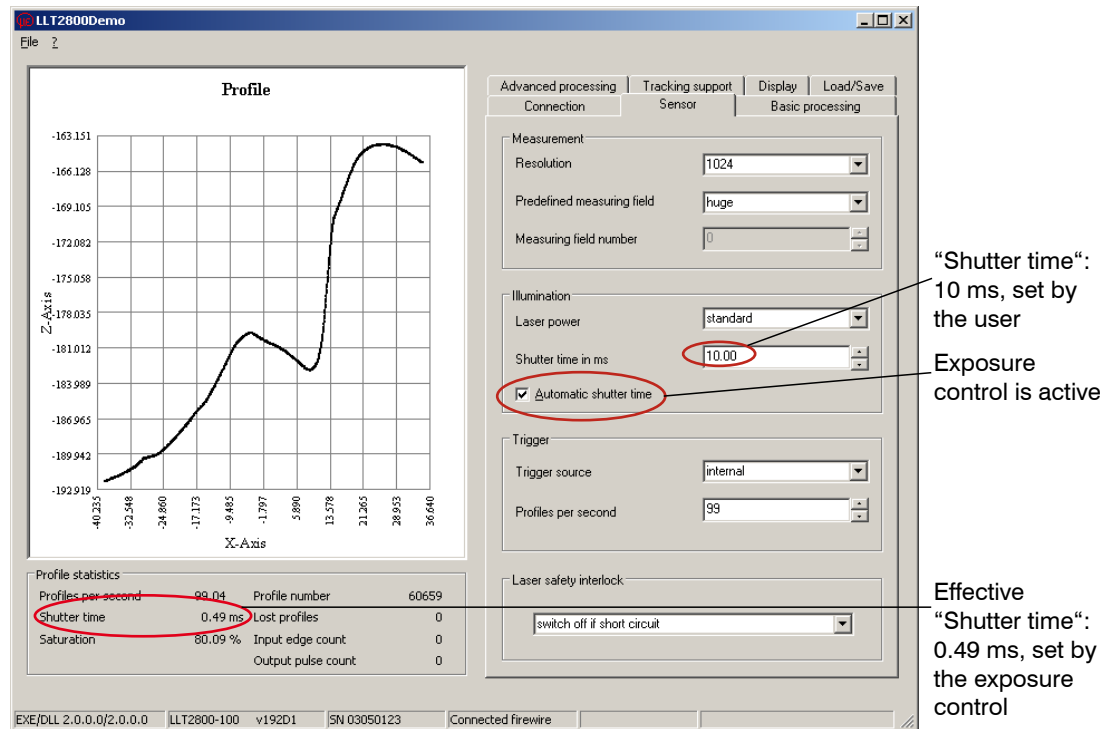 LLT2800Demo
File ?
Profile
-163.151
-166.128
-169.105
-172.082
-175.058
-178.035
-181.012
-183.989
-186.965
-189.942
-192.919
Z-Axis
-40.235
-32.548
-24.860
-17.173
-9.485
-1.797
5.890
13.578
21.265
28.953
36.640
X-Axis
Profile statistics
Profiles per second 99.04 Profile number 60659
Shutter time 0.49 ms Lost profiles 0
Saturation 80.09 % Input edge count 0
Output pulse count 0
Advanced processing Tracking support Display Load/Save
Connection Sensor Basic processing
Measurement
Resolution 1024
Predefined measuring field huge
Measuring field number 0
Illumination
Laser power standard
Shutter time in ms 10.00
Automatic shutter time
Trigger
Trigger source internal
Profiles per second 99
Laser safety interlock
switch off if short circuit
EXE/DLL 2.0.0.0/2.0.0.0 LLT2800-100 v192D1 SN 03050123 Connected firewire
“Shutter time“:
10 ms, set by
the user
Exposure
control is active
Effective
“Shutter time“:
0.49 ms, set by
the exposure
control